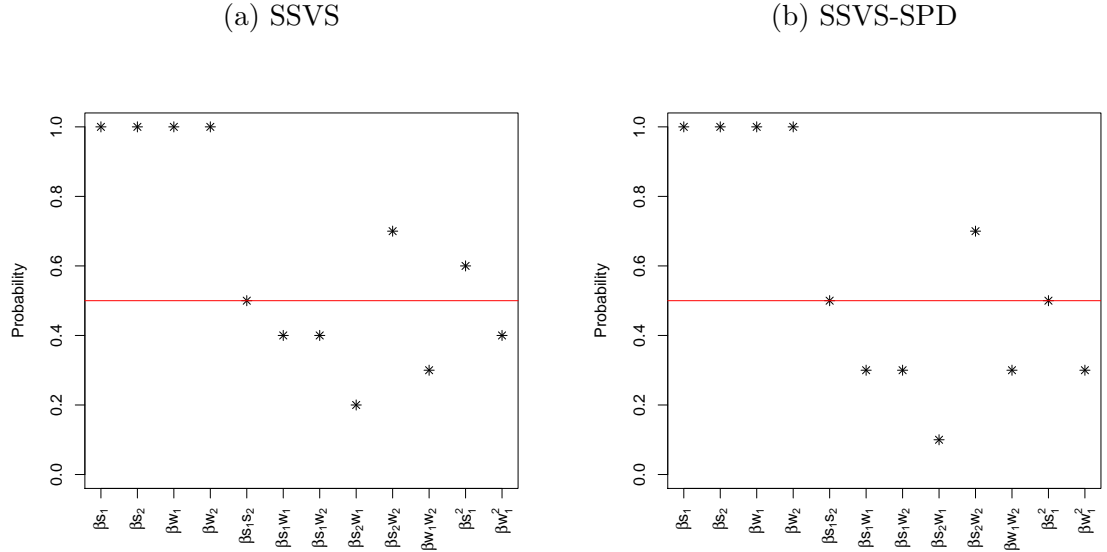 (a) SSVS
(b) SSVS-SPD
Probability
1.0
0.8
0.6
0.4
0.2
0.0
βs₁
βs₂
βw₁
βw₂
βs₁s₂
βs₁w₁
βs₁w₂
βs₂w₁
βs₂w₂
βw₁w₂
βs₁²
βw₁²
Probability
1.0
0.8
0.6
0.4
0.2
0.0
βs₁
βs₂
βw₁
βw₂
βs₁s₂
βs₁w₁
βs₁w₂
βs₂w₁
βs₂w₂
βw₁w₂
βs₁²
βw₁²